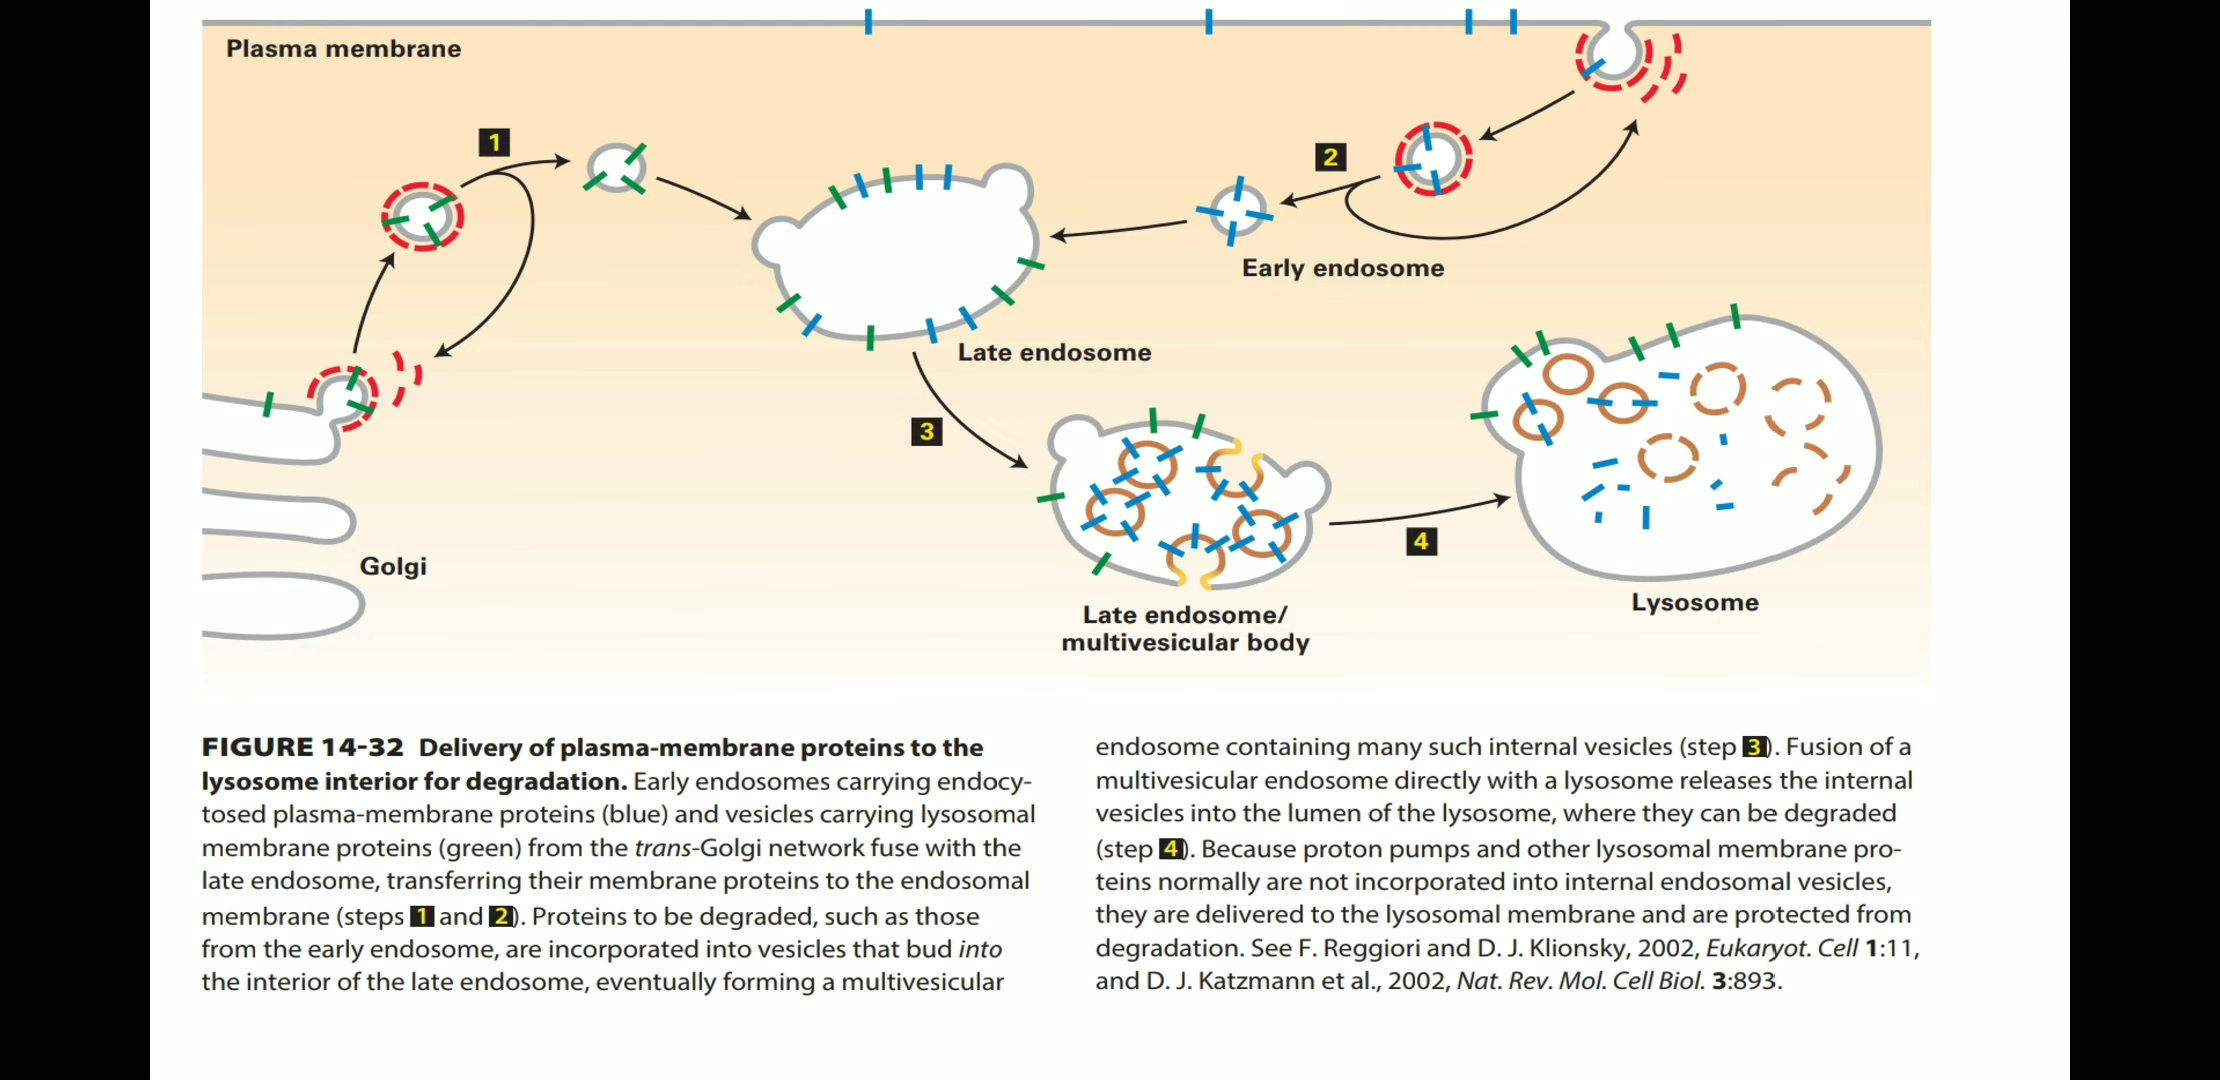 Plasma membrane
1
2
Early endosome
Late endosome
3
4
Golgi
Lysosome
Late endosome/
multivesicular body
FIGURE 14-32 Delivery of plasma-membrane proteins to the
lysosome interior for degradation. Early endosomes carrying endocy-
tosed plasma-membrane proteins (blue) and vesicles carrying lysosomal
membrane proteins (green) from the trans-Golgi network fuse with the
late endosome, transferring their membrane proteins to the endosomal
membrane (steps 1 and 2). Proteins to be degraded, such as those
from the early endosome, are incorporated into vesicles that bud into
the interior of the late endosome, eventually forming a multivesicular
endosome containing many such internal vesicles (step 3). Fusion of a
multivesicular endosome directly with a lysosome releases the internal
vesicles into the lumen of the lysosome, where they can be degraded
(step 4). Because proton pumps and other lysosomal membrane pro-
teins normally are not incorporated into internal endosomal vesicles,
they are delivered to the lysosomal membrane and are protected from
degradation. See F. Reggiori and D. J. Klionsky, 2002, Eukaryot. Cell 1:11,
and D. J. Katzmann et al., 2002, Nat. Rev. Mol. Cell Biol. 3:893.